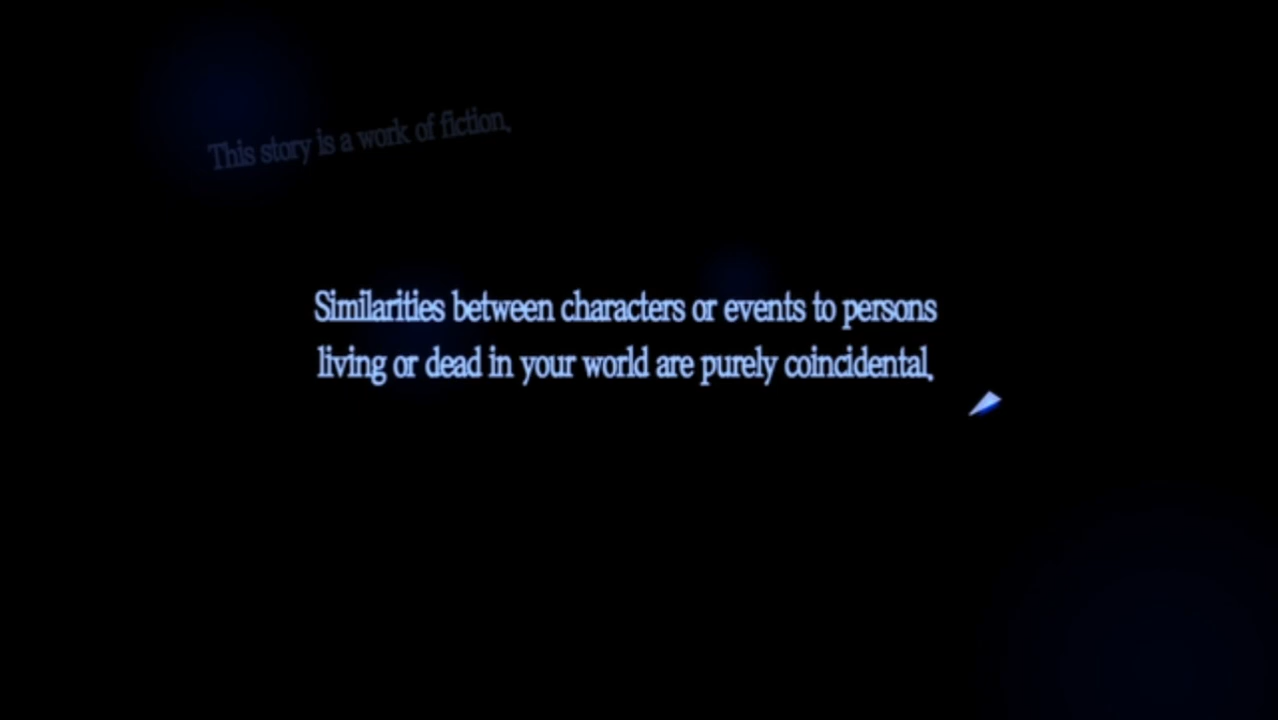 This story is a work of fiction.
Similarities between characters or events to persons
living or dead in your world are purely coincidental.